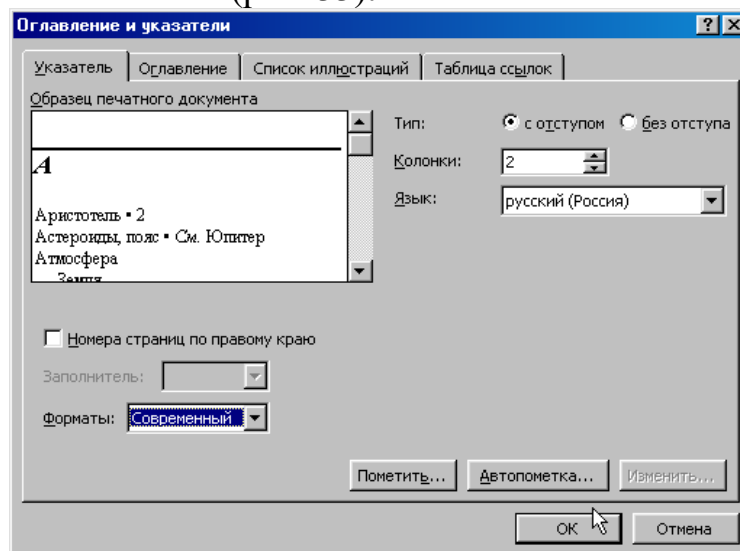 Оглавление и указатели
Указатель Оглавление Список иллюстраций Таблица ссылок
Образец печатного документа
А
Аристотель ▪ 2
Астероиды, пояс ▪ См. Юпитер
Атмосфера
Земля
Тип: с отступом без отступа
Колонки: 2
Язык: русский (Россия)
Номера страниц по правому краю
Заполнитель:
Форматы: Современный
Пометить... Автопометка... Изменить...
ОК Отмена